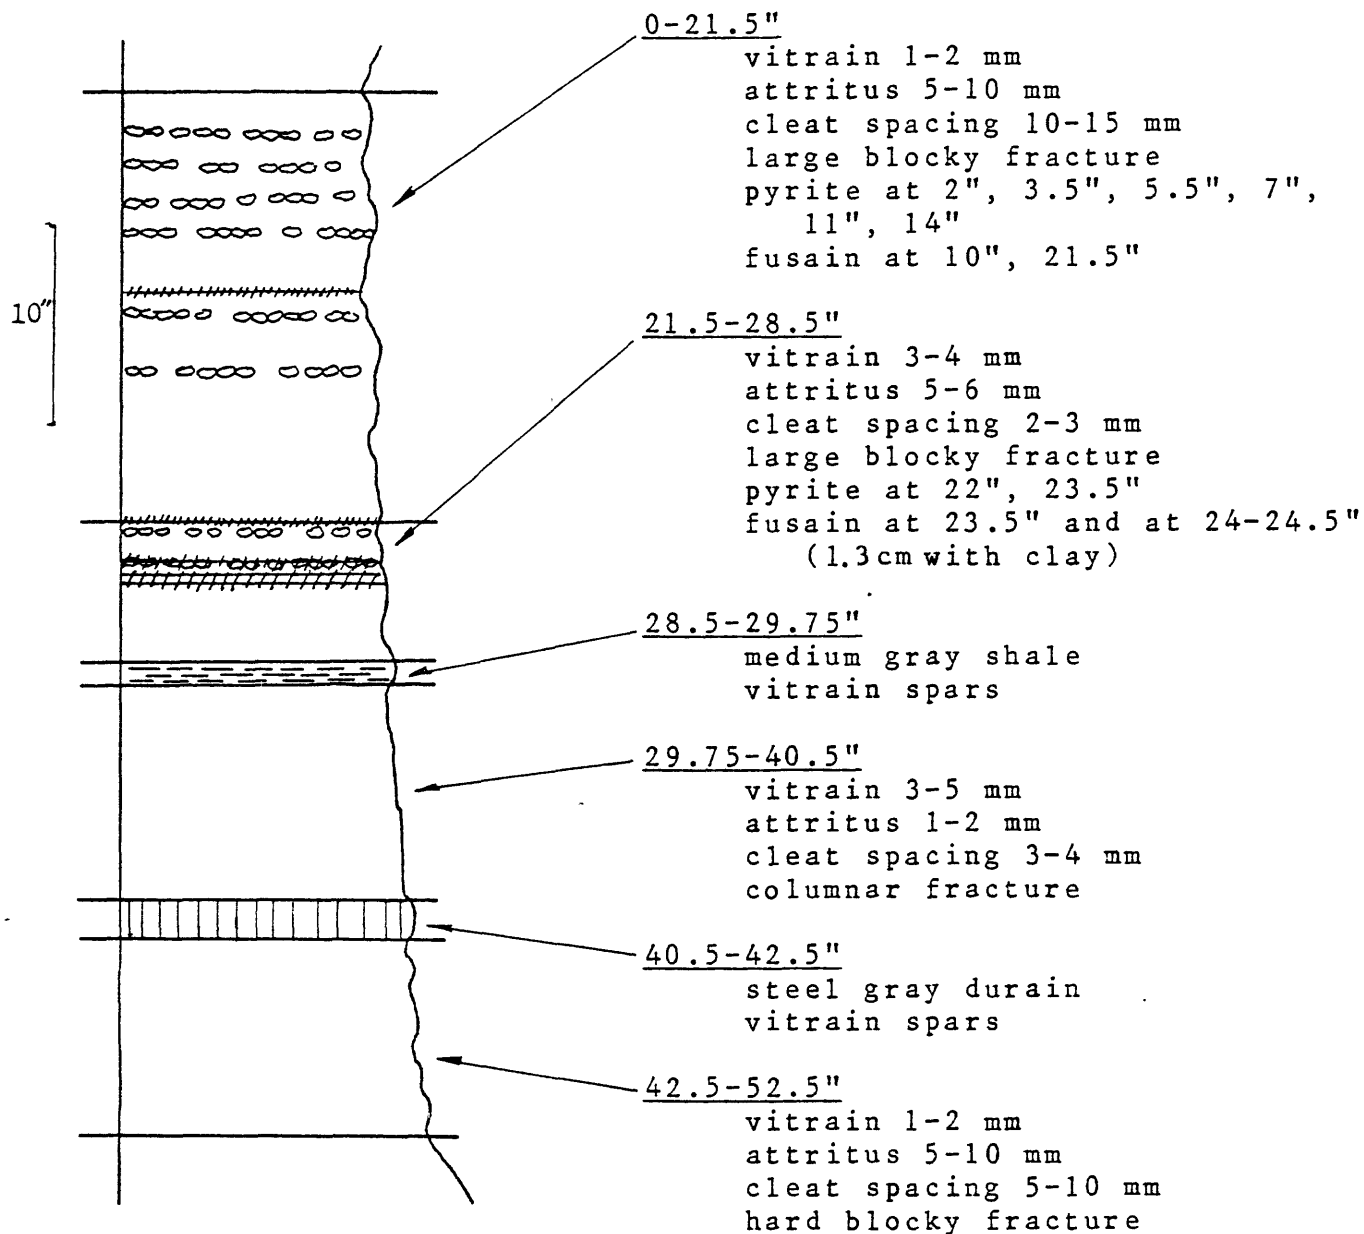 0-21.5"
vitrain 1-2 mm
attritus 5-10 mm
cleat spacing 10-15 mm
large blocky fracture
pyrite at 2", 3.5", 5.5", 7",
11", 14"
fusain at 10", 21.5"
10"
21.5-28.5"
vitrain 3-4 mm
attritus 5-6 mm
cleat spacing 2-3 mm
large blocky fracture
pyrite at 22", 23.5"
fusain at 23.5" and at 24-24.5"
(1.3cm with clay)
28.5-29.75"
medium gray shale
vitrain spars
29.75-40.5"
vitrain 3-5 mm
attritus 1-2 mm
cleat spacing 3-4 mm
columnar fracture
40.5-42.5"
steel gray durain
vitrain spars
42.5-52.5"
vitrain 1-2 mm
attritus 5-10 mm
cleat spacing 5-10 mm
hard blocky fracture